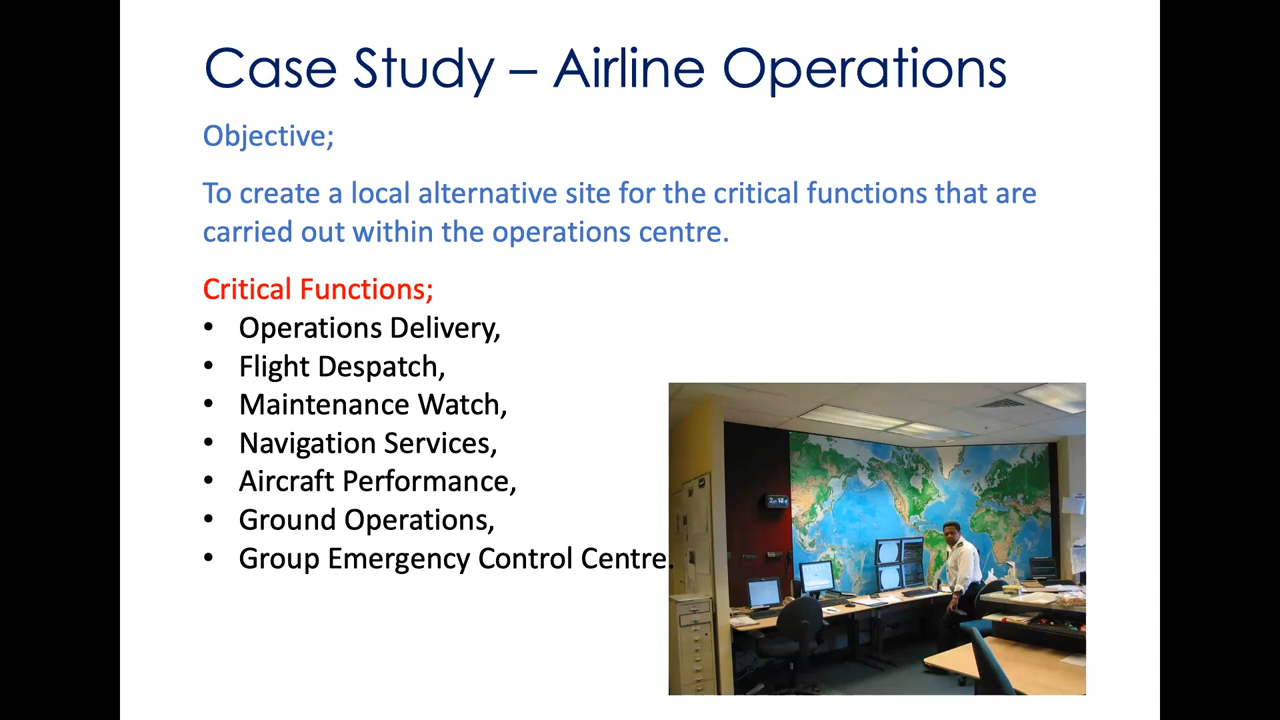 Case Study – Airline Operations
Objective;
To create a local alternative site for the critical functions that are
carried out within the operations centre.
Critical Functions;
• Operations Delivery,
• Flight Despatch,
• Maintenance Watch,
• Navigation Services,
• Aircraft Performance,
• Ground Operations,
• Group Emergency Control Centre.